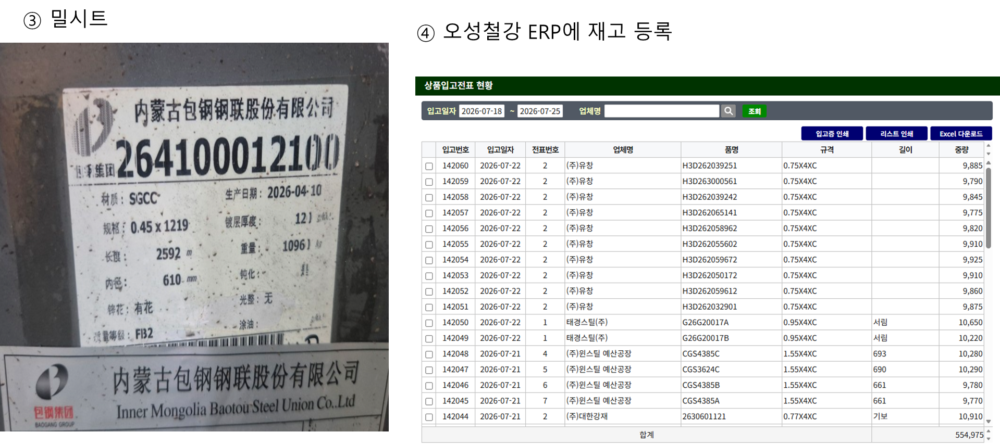 ③ 밀시트
内蒙古包钢钢联股份有限公司
264100012100
集团
材质: SGCC
生产日期: 2026-04-10
规格: 0.45 x 1219
镀层厚度:
长度: 2592 m
重量: 1096
内径: 610 mm
钝化:
锌花: 有花
光整: 无
质量等级: FB2
涂油:
内蒙古包钢钢联股份有限公司
Inner Mongolia Baotou Steel Union Co.,Ltd
包钢集团
BAOGANG GROUP
④ 오성철강 ERP에 재고 등록
상품입고전표 현황
입고일자 2026-07-18 ~ 2026-07-25 업체명 조회
입고증 인쇄 리스트 인쇄 Excel 다운로드
입고번호 입고일자 전표번호 업체명 품명 규격 길이 중량
142060 2026-07-22 2 (주)유창 H3D262039251 0.75X4XC 9,885
142059 2026-07-22 2 (주)유창 H3D263000561 0.75X4XC 9,790
142058 2026-07-22 2 (주)유창 H3D262039242 0.75X4XC 9,845
142057 2026-07-22 2 (주)유창 H3D262065141 0.75X4XC 9,775
142056 2026-07-22 2 (주)유창 H3D262058962 0.75X4XC 9,820
142055 2026-07-22 2 (주)유창 H3D262055602 0.75X4XC 9,910
142054 2026-07-22 2 (주)유창 H3D262059672 0.75X4XC 9,925
142053 2026-07-22 2 (주)유창 H3D262050172 0.75X4XC 9,910
142052 2026-07-22 2 (주)유창 H3D262059612 0.75X4XC 9,860
142051 2026-07-22 2 (주)유창 H3D262032901 0.75X4XC 9,875
142050 2026-07-22 1 태경스틸(주) G26G20017A 0.95X4XC 서림 10,650
142049 2026-07-22 1 태경스틸(주) G26G20017B 0.95X4XC 서림 10,220
142048 2026-07-21 4 (주)윈스틸 예산공장 CGS4385C 1.55X4XC 693 10,280
142047 2026-07-21 5 (주)윈스틸 예산공장 CGS3624C 1.55X4XC 690 10,290
142046 2026-07-21 6 (주)윈스틸 예산공장 CGS4385B 1.55X4XC 661 9,780
142045 2026-07-21 7 (주)윈스틸 예산공장 CGS4385A 1.55X4XC 661 9,770
142044 2026-07-21 2 (주)대한강재 2630601121 0.77X4XC 기보 10,910
합계 554,975